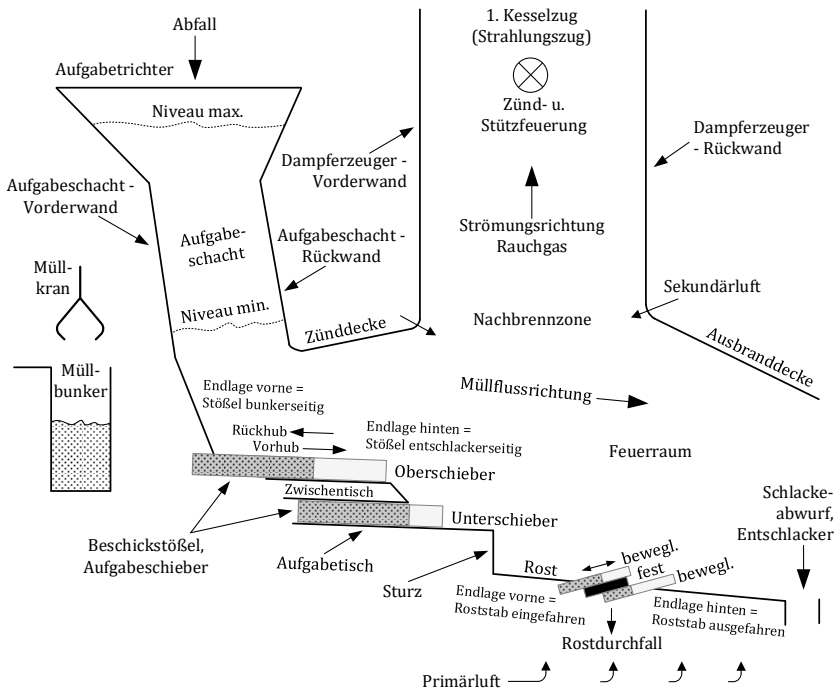 Abfall
Aufgabetrichter
Niveau max.
1. Kesselzug
(Strahlungszug)
Zünd- u.
Stützfeuerung
Dampferzeuger -
Vorderwand
Dampferzeuger
- Rückwand
Aufgabeschacht -
Vorderwand
Aufgabe-
schacht
Aufgabeschacht -
Rückwand
Strömungsrichtung
Rauchgas
Müll-
kran
Niveau min.
Zünddecke
Nachbrennzone
Sekundärluft
Ausbranddecke
Müll-
bunker
Endlage vorne =
Stößel bunkerseitig
Müllflussrichtung
Rückhub
Vorhub
Endlage hinten =
Stößel entschlackerseitig
Feuerraum
Oberschieber
Zwischentisch
Unterschieber
Schlacke-
abwurf,
Entschlacker
Beschickstößel,
Aufgabeschieber
Aufgabetisch
Sturz
Rost
bewegl.
fest
bewegl.
Endlage vorne =
Roststab eingefahren
Endlage hinten =
Roststab ausgefahren
Rostdurchfall
Primärluft